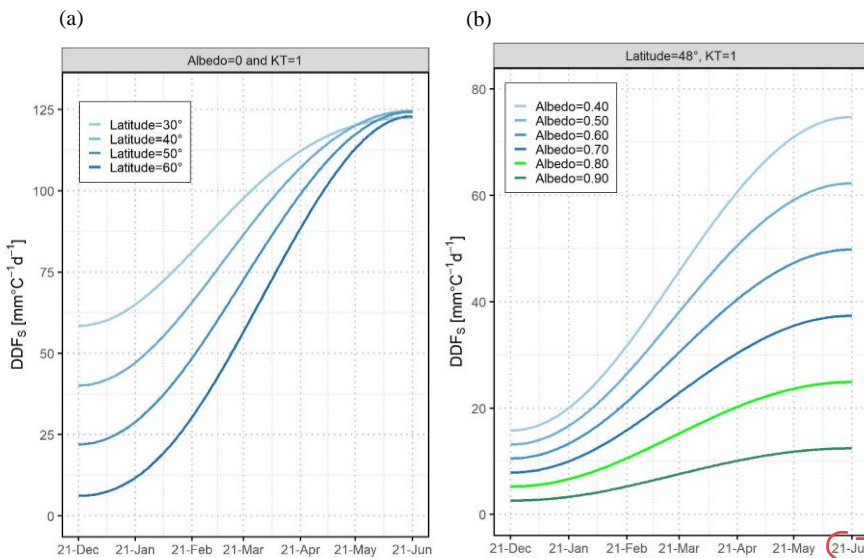 (a)
Albedo=0 and KT=1
Latitude=30°
Latitude=40°
Latitude=50°
Latitude=60°
DDFS [mm°C⁻¹d⁻¹]
125
100
75
50
25
0
21-Dec 21-Jan 21-Feb 21-Mar 21-Apr 21-May 21-Jun
(b)
Latitude=48°, KT=1
Albedo=0.40
Albedo=0.50
Albedo=0.60
Albedo=0.70
Albedo=0.80
Albedo=0.90
DDFS [mm°C⁻¹d⁻¹]
80
60
40
20
0
21-Dec 21-Jan 21-Feb 21-Mar 21-Apr 21-May